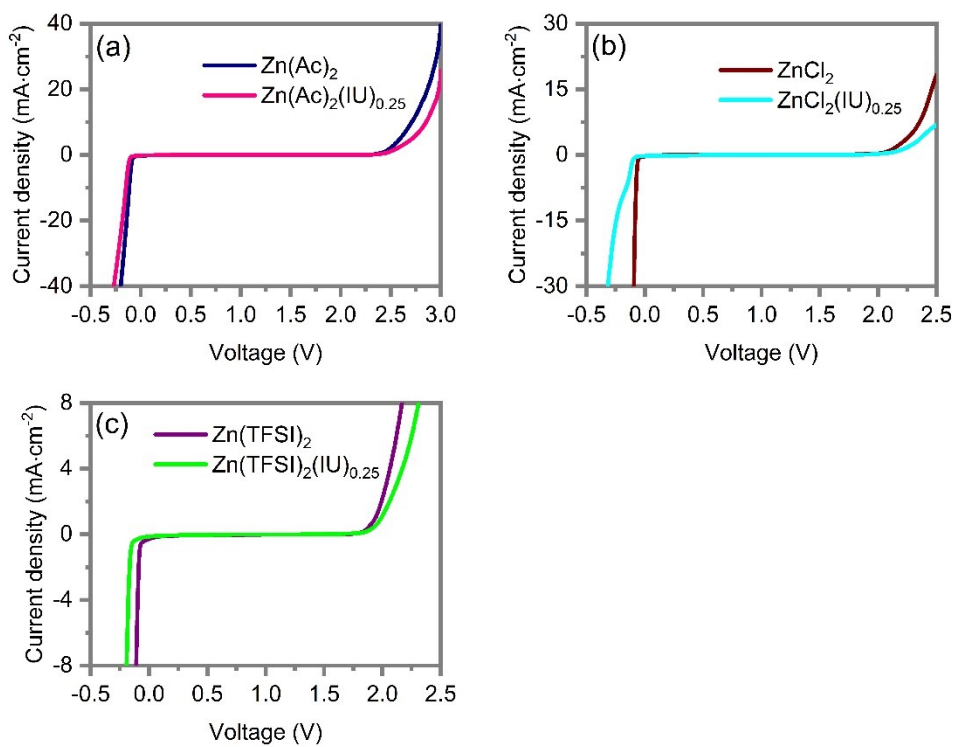 (a)
Zn(Ac)₂
Zn(Ac)₂(IU)₀.₂₅
Current density (mA·cm⁻²)
40
20
0
-20
-40
-0.5 0.0 0.5 1.0 1.5 2.0 2.5 3.0
Voltage (V)
(b)
ZnCl₂
ZnCl₂(IU)₀.₂₅
Current density (mA·cm⁻²)
30
15
0
-15
-30
-0.5 0.0 0.5 1.0 1.5 2.0 2.5
Voltage (V)
(c)
Zn(TFSI)₂
Zn(TFSI)₂(IU)₀.₂₅
Current density (mA·cm⁻²)
8
4
0
-4
-8
-0.5 0.0 0.5 1.0 1.5 2.0 2.5
Voltage (V)